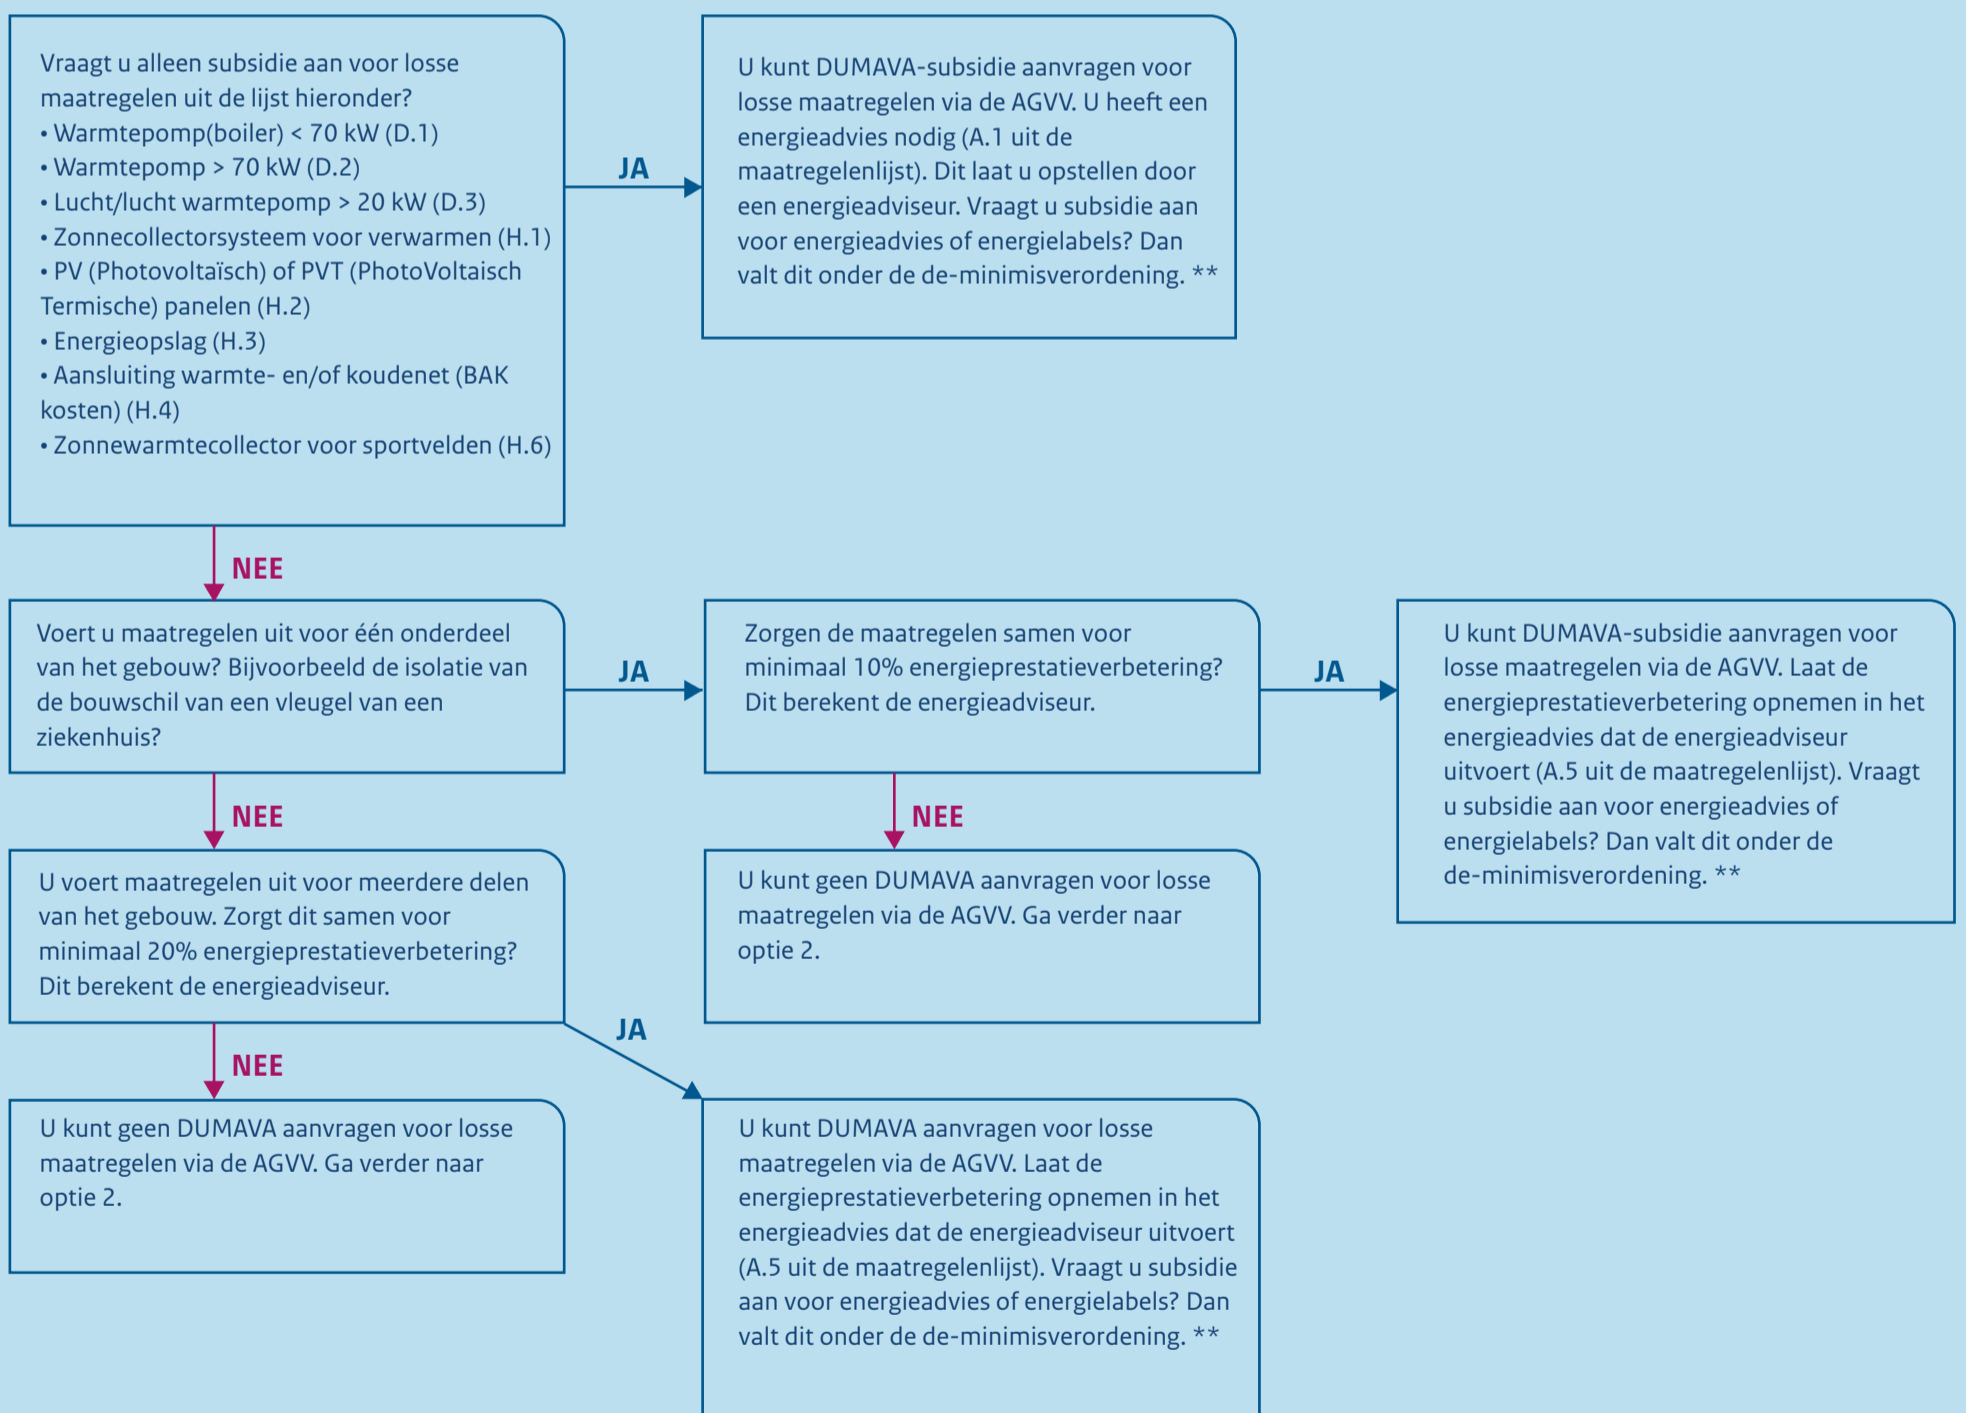 Vraagt u alleen subsidie aan voor losse
maatregelen uit de lijst hieronder?
• Warmtepomp(boiler) < 70 kW (D.1)
• Warmtepomp > 70 kW (D.2)
• Lucht/lucht warmtepomp > 20 kW (D.3)
• Zonnecollectorsysteem voor verwarmen (H.1)
• PV (Photovoltaïsch) of PVT (PhotoVoltaisch
Termische) panelen (H.2)
• Energieopslag (H.3)
• Aansluiting warmte- en/of koudenet (BAK
kosten) (H.4)
• Zonnewarmtecollector voor sportvelden (H.6)
JA
U kunt DUMAVA-subsidie aanvragen voor
losse maatregelen via de AGVV. U heeft een
energieadvies nodig (A.1 uit de
maatregelenlijst). Dit laat u opstellen door
een energieadviseur. Vraagt u subsidie aan
voor energieadvies of energielabels? Dan
valt dit onder de de-minimisverordening. **
NEE
Voert u maatregelen uit voor één onderdeel
van het gebouw? Bijvoorbeeld de isolatie van
de bouwschil van een vleugel van een
ziekenhuis?
JA
Zorgen de maatregelen samen voor
minimaal 10% energieprestatieverbetering?
Dit berekent de energieadviseur.
JA
U kunt DUMAVA-subsidie aanvragen voor
losse maatregelen via de AGVV. Laat de
energieprestatieverbetering opnemen in het
energieadvies dat de energieadviseur
uitvoert (A.5 uit de maatregelenlijst). Vraagt
u subsidie aan voor energieadvies of
energielabels? Dan valt dit onder de
de-minimisverordening. **
NEE
NEE
U voert maatregelen uit voor meerdere delen
van het gebouw. Zorgt dit samen voor
minimaal 20% energieprestatieverbetering?
Dit berekent de energieadviseur.
U kunt geen DUMAVA aanvragen voor losse
maatregelen via de AGVV. Ga verder naar
optie 2.
JA
NEE
U kunt geen DUMAVA aanvragen voor losse
maatregelen via de AGVV. Ga verder naar
optie 2.
U kunt DUMAVA aanvragen voor losse
maatregelen via de AGVV. Laat de
energieprestatieverbetering opnemen in het
energieadvies dat de energieadviseur uitvoert
(A.5 uit de maatregelenlijst). Vraagt u subsidie
aan voor energieadvies of energielabels? Dan
valt dit onder de de-minimisverordening. **